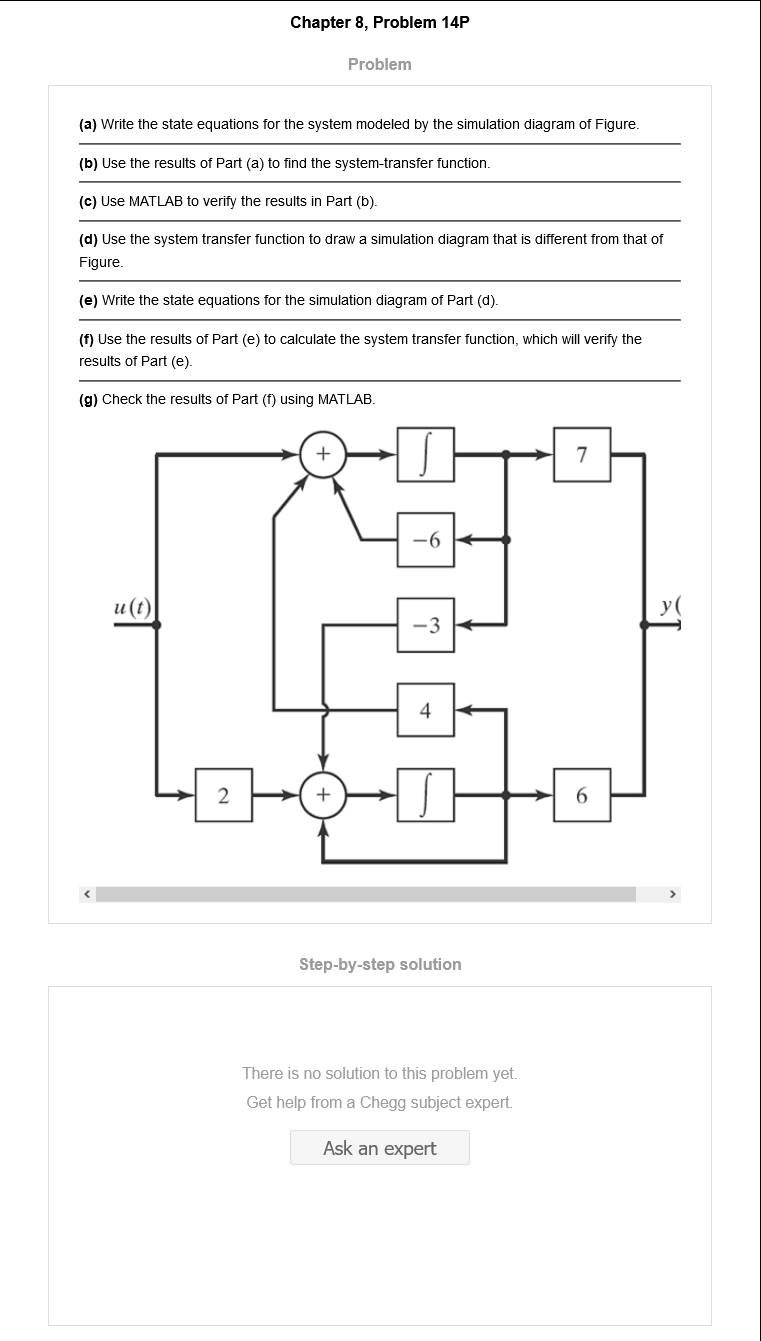 Chapter 8, Problem 14P
Problem
(a) Write the state equations for the system modeled by the simulation diagram of Figure.
(b) Use the results of Part (a) to find the system-transfer function.
(c) Use MATLAB to verify the results in Part (b).
(d) Use the system transfer function to draw a simulation diagram that is different from that of
Figure.
(e) Write the state equations for the simulation diagram of Part (d).
(f) Use the results of Part (e) to calculate the system transfer function, which will verify the
results of Part (e).
(g) Check the results of Part (f) using MATLAB.
+ ∫ 7
−6
u(t) −3 y(
4
2 + ∫ 6
Step-by-step solution
There is no solution to this problem yet.
Get help from a Chegg subject expert.
Ask an expert